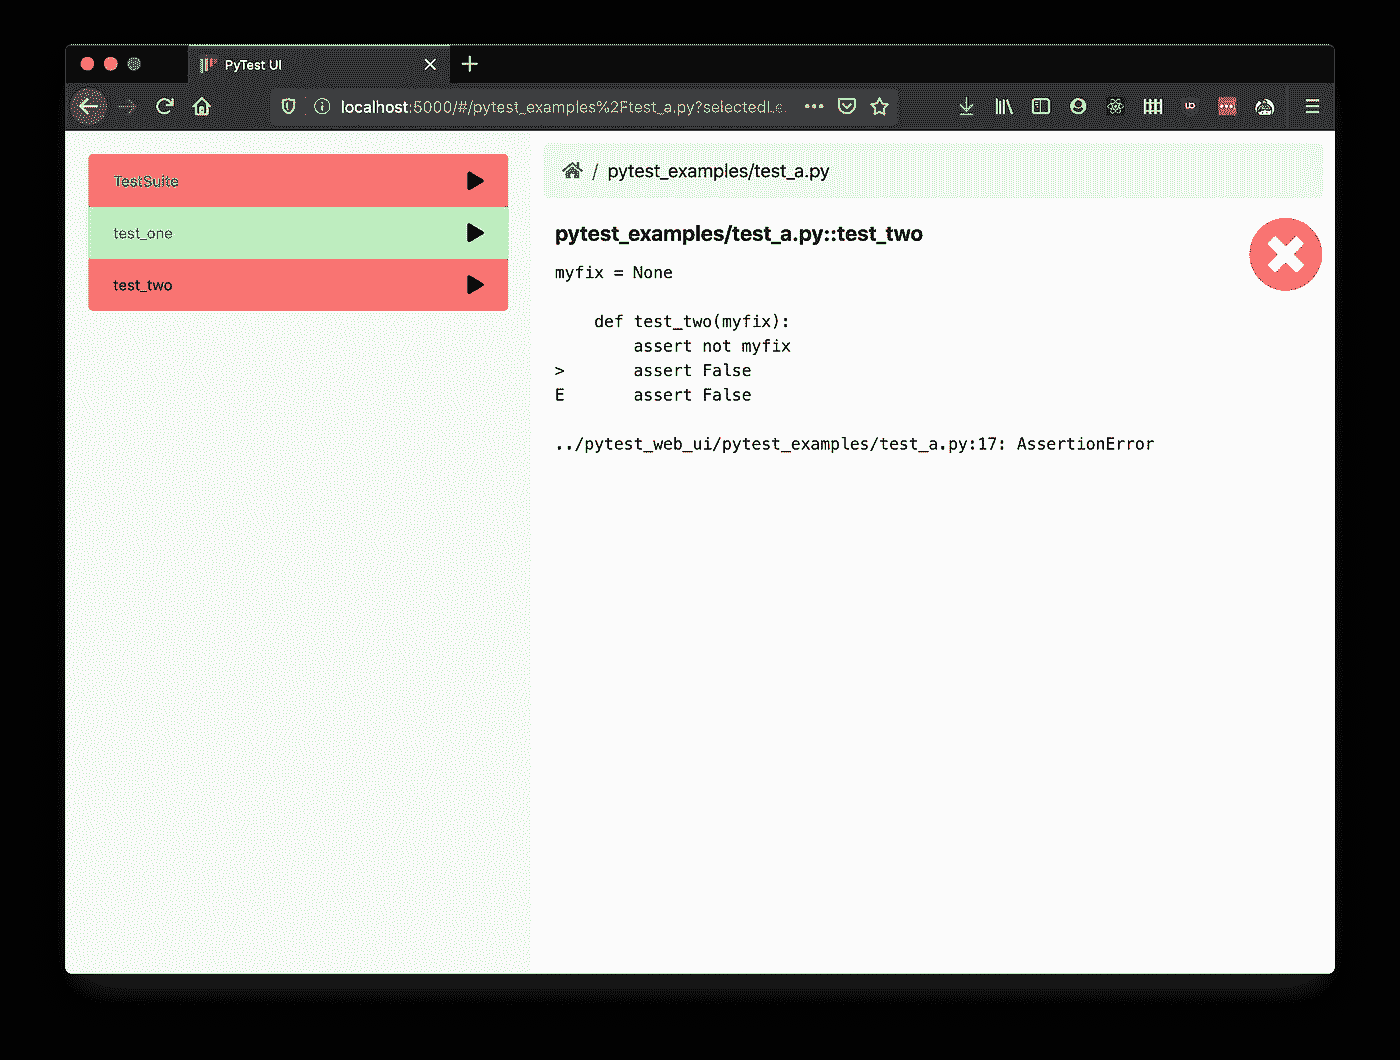 PyTest UI
localhost:5000/#/pytest_examples%2Ftest_a.py?selectedI
TestSuite
test_one
test_two
/ pytest_examples/test_a.py
pytest_examples/test_a.py::test_two
myfix = None
def test_two(myfix):
assert not myfix
> assert False
E assert False
../pytest_web_ui/pytest_examples/test_a.py:17: AssertionError